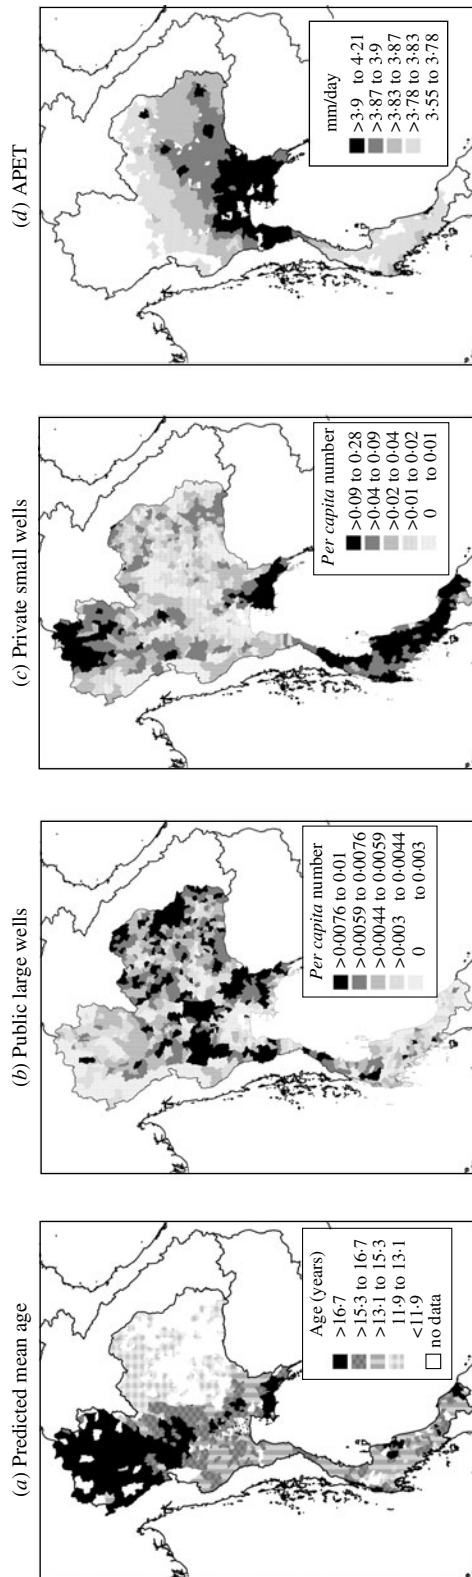 (a) Predicted mean age
Age (years)
>16·7
>15·3 to 16·7
>13·1 to 15·3
11·9 to 13·1
<11·9
no data
(b) Public large wells
Per capita number
>0·0076 to 0·01
>0·0059 to 0·0076
>0·0044 to 0·0059
>0·003 to 0·0044
0 to 0·003
(c) Private small wells
Per capita number
>0·09 to 0·28
>0·04 to 0·09
>0·02 to 0·04
>0·01 to 0·02
0 to 0·01
(d) APET
mm/day
>3·9 to 4·21
>3·87 to 3·9
>3·83 to 3·87
>3·78 to 3·83
3·55 to 3·78